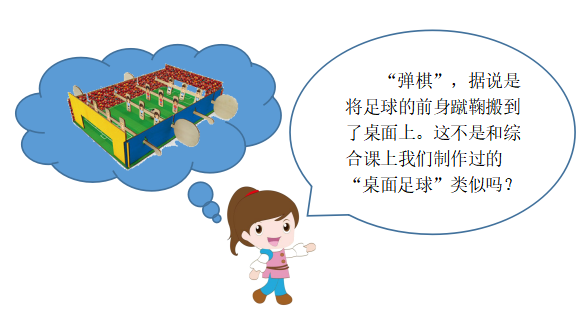 “弹棋”，据说是
将足球的前身蹴鞠搬到
了桌面上。这不是和综
合课上我们制作过的
“桌面足球”类似吗？